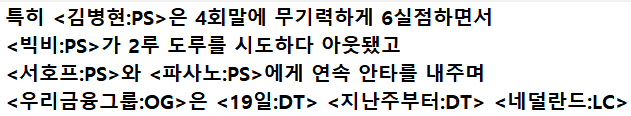 특히 <김병현:PS>은 4회말에 무기력하게 6실점하면서
<빅비:PS>가 2루 도루를 시도하다 아웃됐고
<서호프:PS>와 <파사노:PS>에게 연속 안타를 내주며
<우리금융그룹:OG>은 <19일:DT> <지난주부터:DT> <네덜란드:LC>